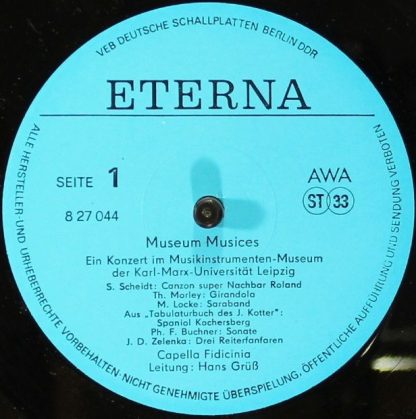 VEB DEUTSCHE SCHALLPLATTEN BERLIN DDR
ETERNA
SEITE 1
8 27 044
AWA
ST 33
Museum Musices
Ein Konzert im Musikinstrumenten-Museum
der Karl-Marx-Universität Leipzig
S. Scheidt: Canzon super Nachbar Roland
Th. Morley: Girandola
M. Locke: Saraband
Aus „Tabulaturbuch des J. Kotter":
Spaniol Kochersberg
Ph. F. Buchner: Sonate
J. D. Zelenka: Drei Reiterfanfaren
Capella Fidicinia
Leitung: Hans Grüß
ALLE HERSTELLER- UND URHEBERRECHTE VORBEHALTEN · NICHT GENEHMIGTE ÜBERSPIELUNG, ÖFFENTLICHE AUFFÜHRUNG UND SENDUNG VERBOTEN